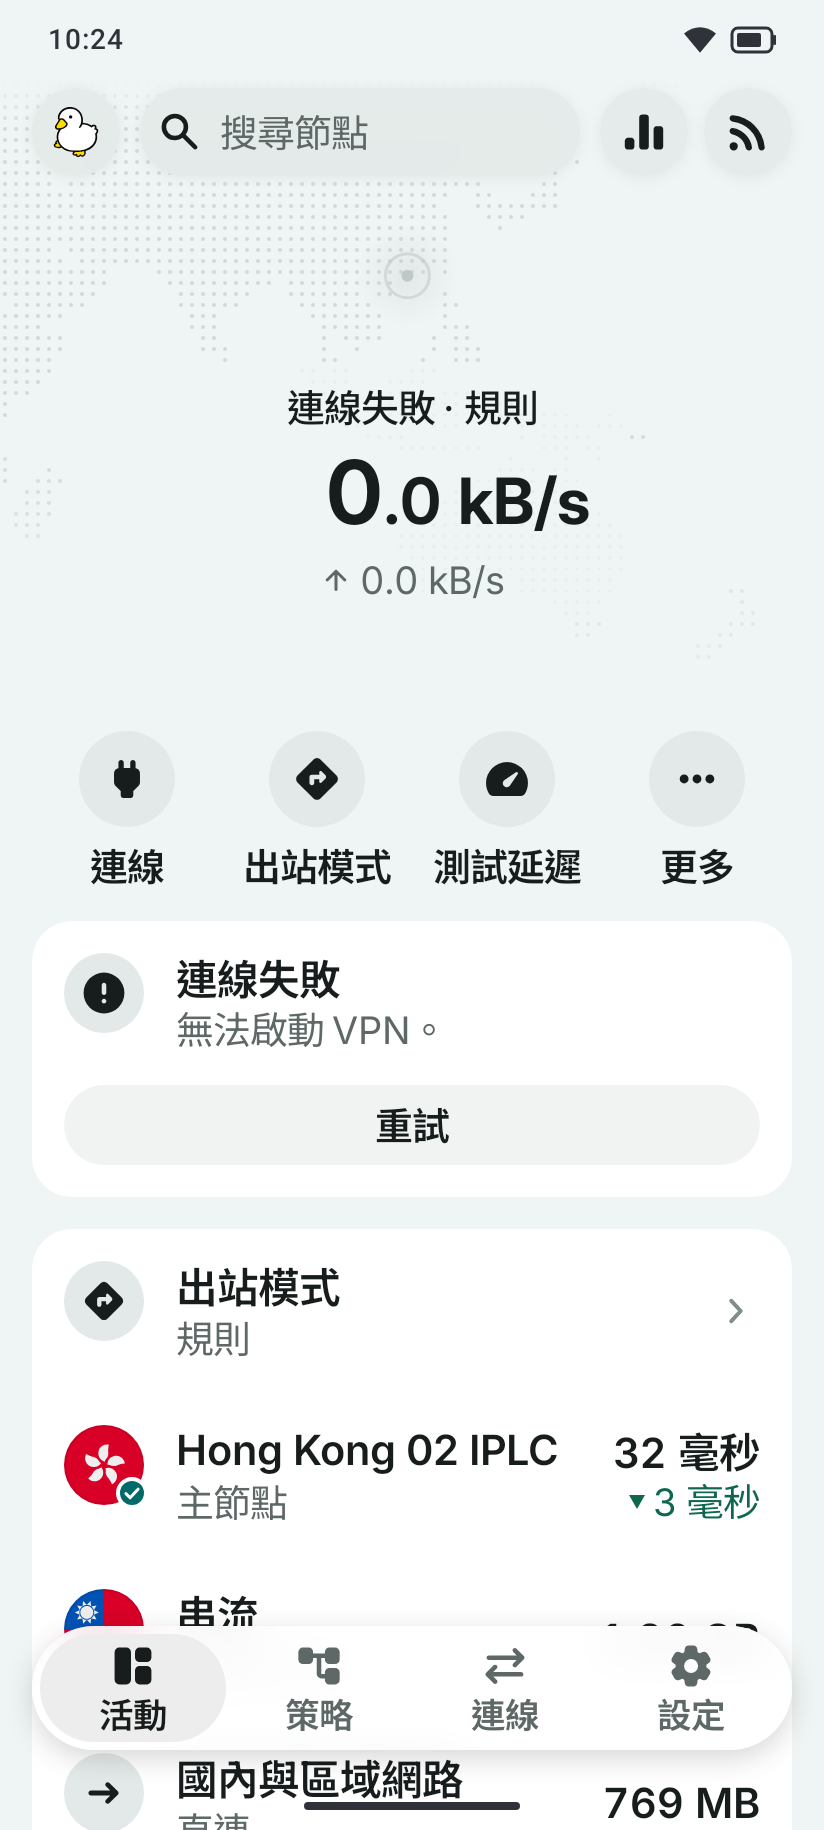 10:24
搜尋節點
連線失敗 · 規則
0.0 kB/s
↑ 0.0 kB/s
連線
出站模式
測試延遲
更多
連線失敗
無法啟動 VPN。
重試
出站模式
規則
Hong Kong 02 IPLC
32 毫秒
主節點
▼3 毫秒
串流
活動
策略
連線
設定
國內與區域網路
769 MB
直連